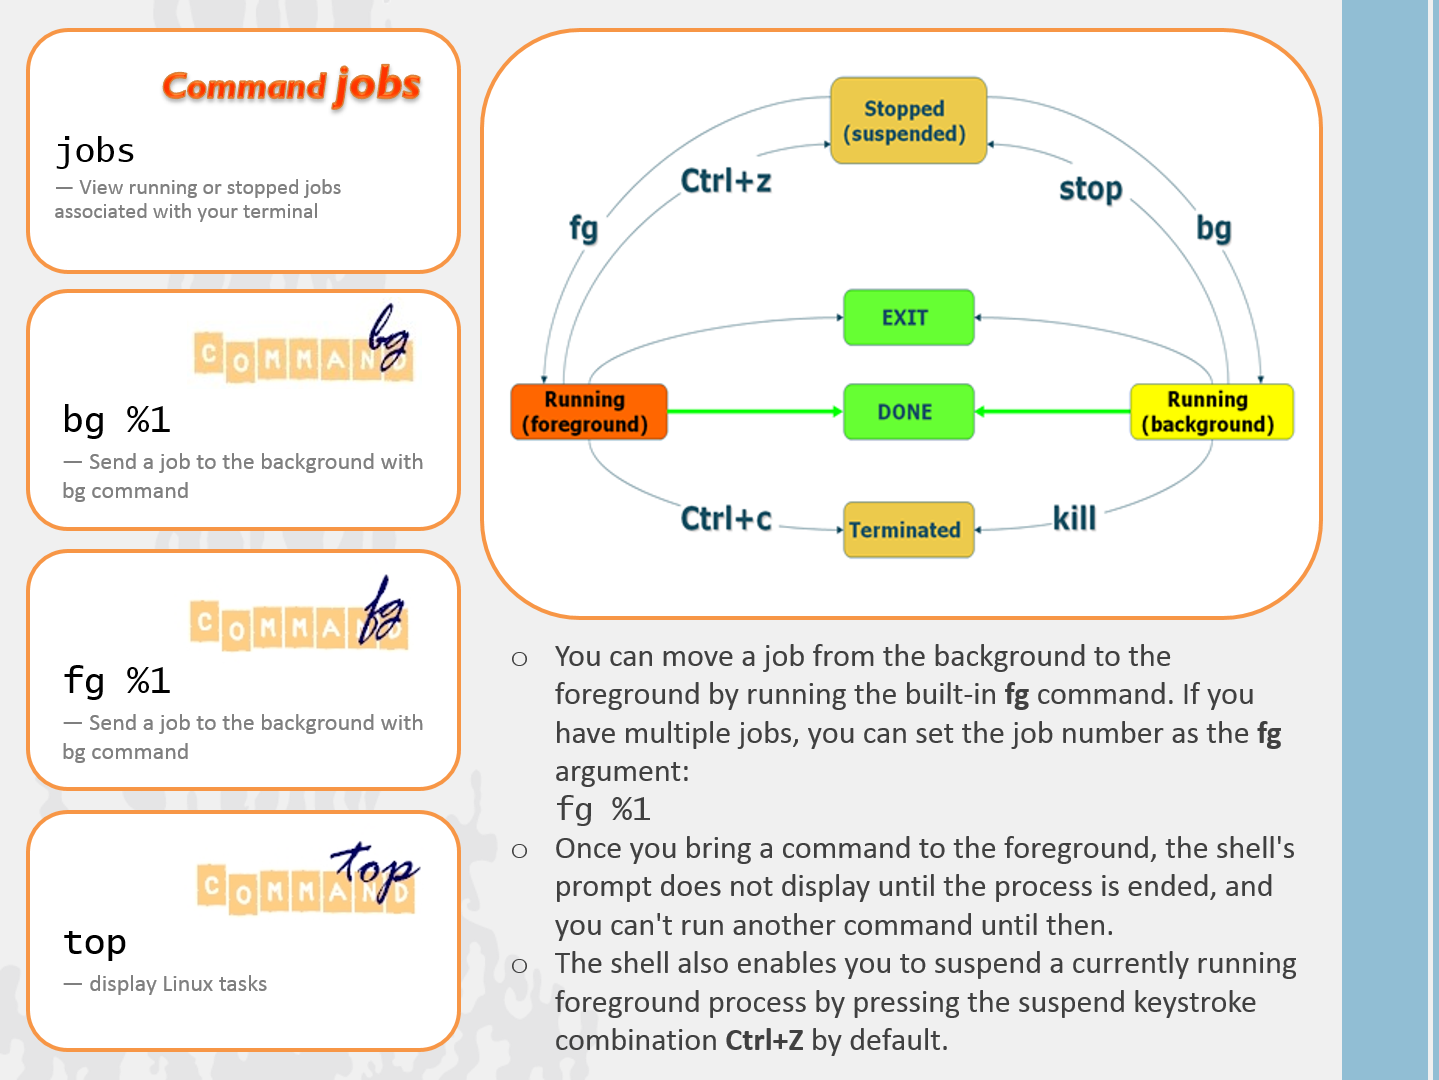 Command jobs
jobs
— View running or stopped jobs
associated with your terminal
COMMAND bg
bg %1
— Send a job to the background with
bg command
COMMAND fg
fg %1
— Send a job to the background with
bg command
COMMAND top
top
— display Linux tasks
Stopped
(suspended)
Ctrl+z
stop
fg
bg
EXIT
Running
(foreground)
DONE
Running
(background)
Ctrl+c
kill
Terminated
o You can move a job from the background to the
foreground by running the built-in fg command. If you
have multiple jobs, you can set the job number as the fg
argument:
fg %1
o Once you bring a command to the foreground, the shell's
prompt does not display until the process is ended, and
you can't run another command until then.
o The shell also enables you to suspend a currently running
foreground process by pressing the suspend keystroke
combination Ctrl+Z by default.